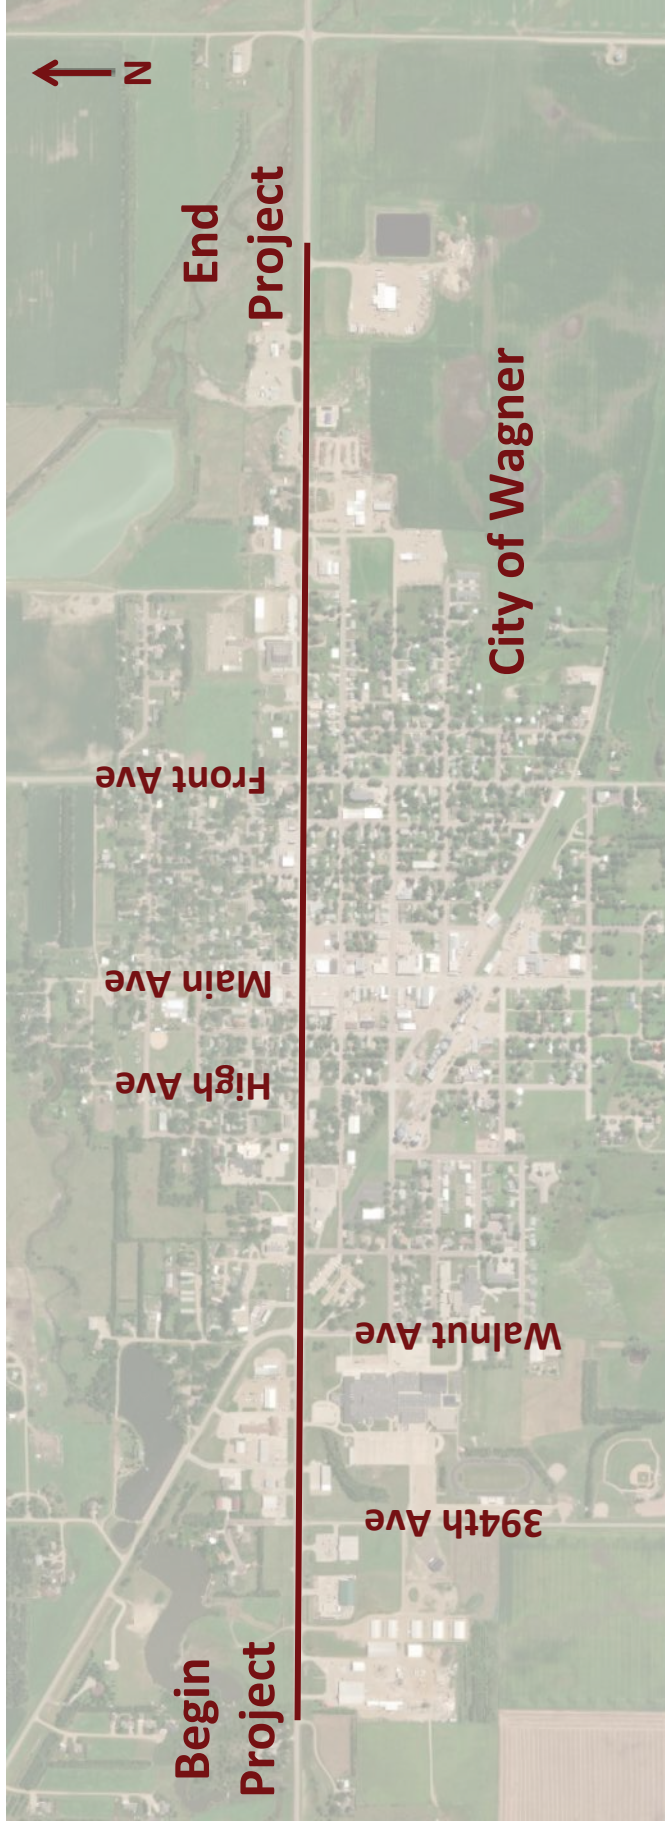 N
End
Project
City of Wagner
Front Ave
Main Ave
High Ave
Walnut Ave
394th Ave
Begin
Project